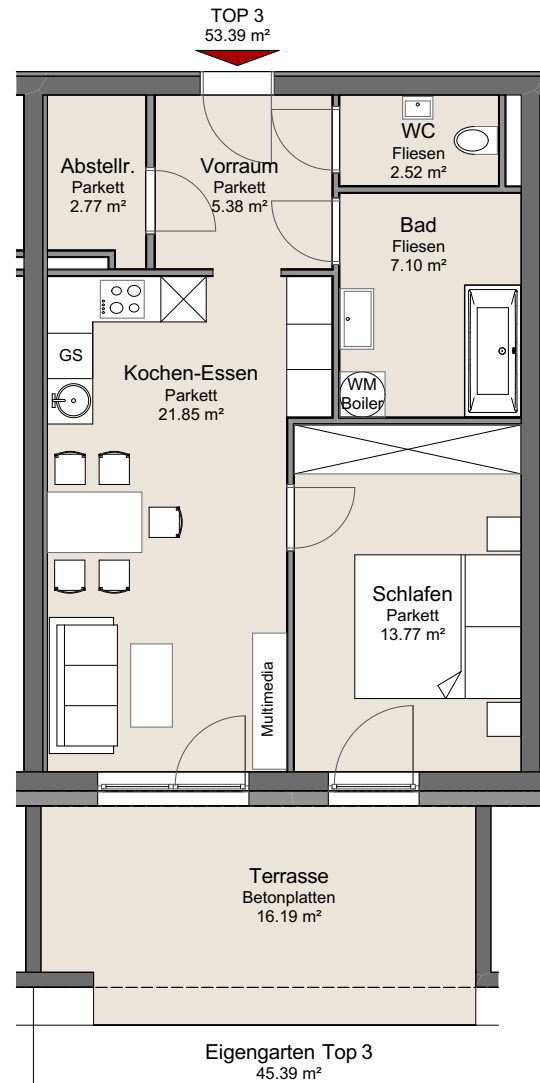 TOP 3
53.39 m²
WC
Fliesen
2.52 m²
Abstellr.
Parkett
2.77 m²
Vorraum
Parkett
5.38 m²
Bad
Fliesen
7.10 m²
GS
Kochen-Essen
Parkett
21.85 m²
WM
Boiler
Schlafen
Parkett
13.77 m²
Multimedia
Terrasse
Betonplatten
16.19 m²
Eigengarten Top 3
45.39 m²